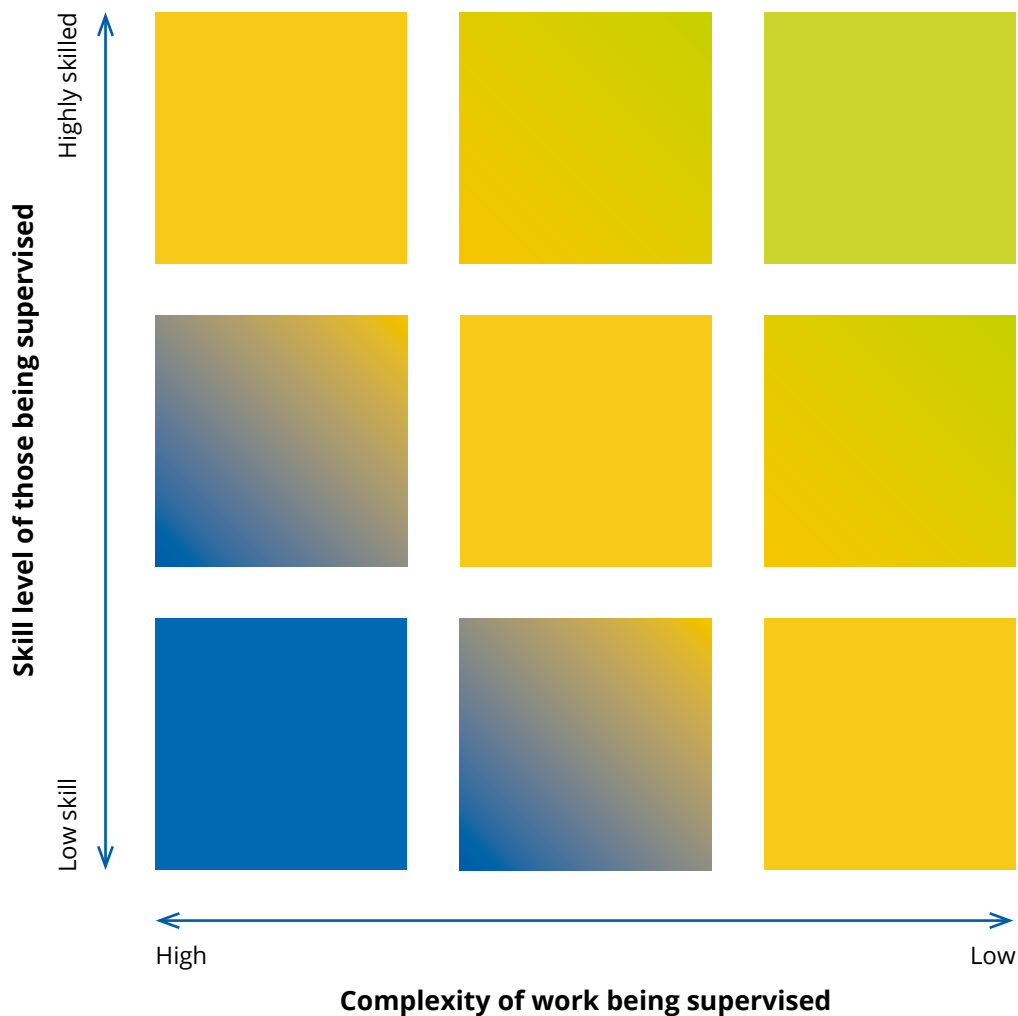 Highly skilled
Skill level of those being supervised
Low skill
High
Low
Complexity of work being supervised